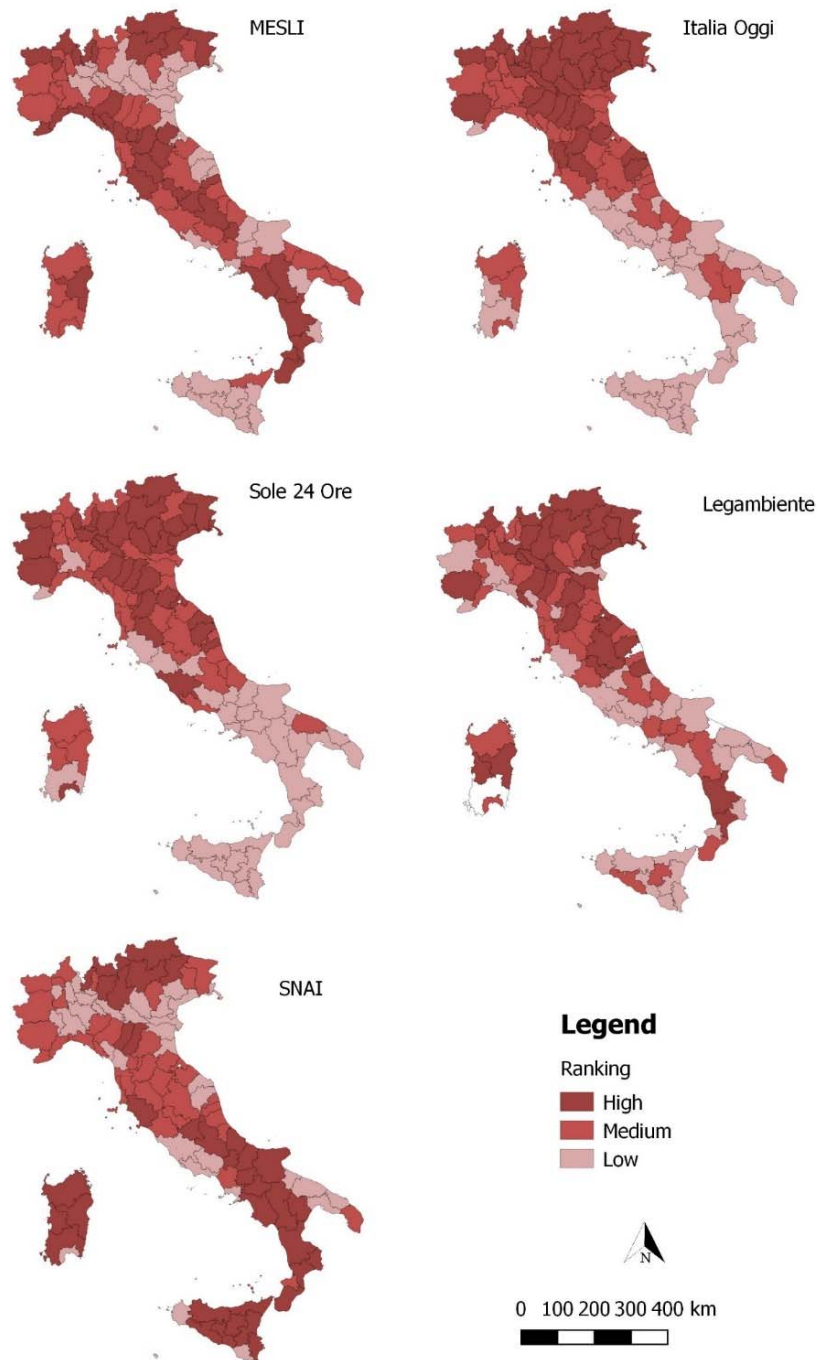 MESLI
Italia Oggi
Sole 24 Ore
Legambiente
SNAI
Legend
Ranking
High
Medium
Low
N
0 100 200 300 400 km